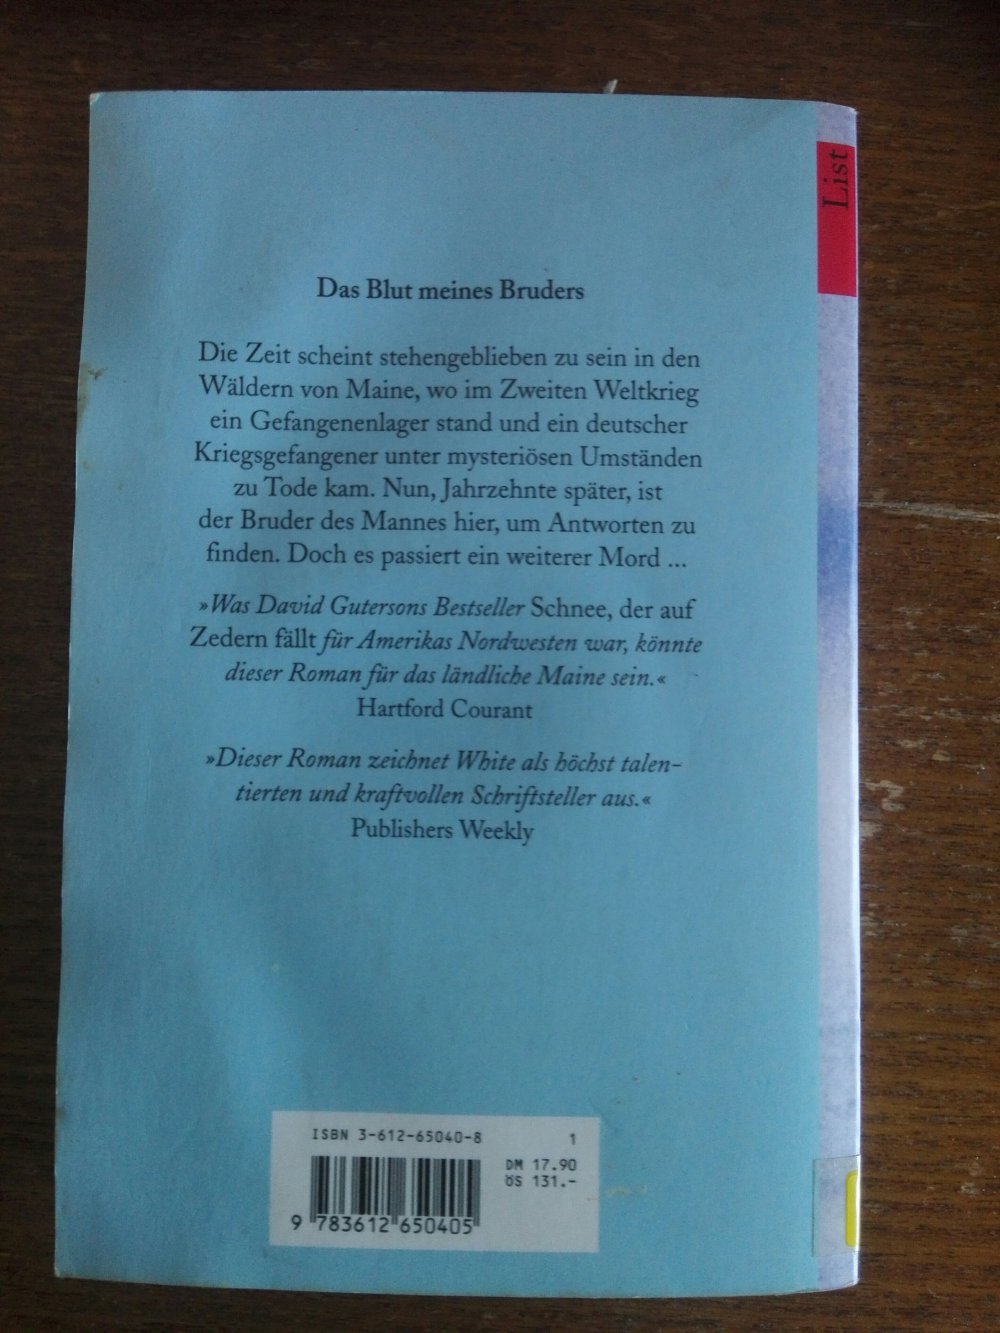 List
Das Blut meines Bruders
Die Zeit scheint stehengeblieben zu sein in den
Wäldern von Maine, wo im Zweiten Weltkrieg
ein Gefangenenlager stand und ein deutscher
Kriegsgefangener unter mysteriösen Umständen
zu Tode kam. Nun, Jahrzehnte später, ist
der Bruder des Mannes hier, um Antworten zu
finden. Doch es passiert ein weiterer Mord ...
»Was David Gutersons Bestseller Schnee, der auf
Zedern fällt für Amerikas Nordwesten war, könnte
dieser Roman für das ländliche Maine sein.«
Hartford Courant
»Dieser Roman zeichnet White als höchst talen-
tierten und kraftvollen Schriftsteller aus.«
Publishers Weekly
ISBN 3-612-65040-8 1
DM 17.90
öS 131.-
9 783612 650405